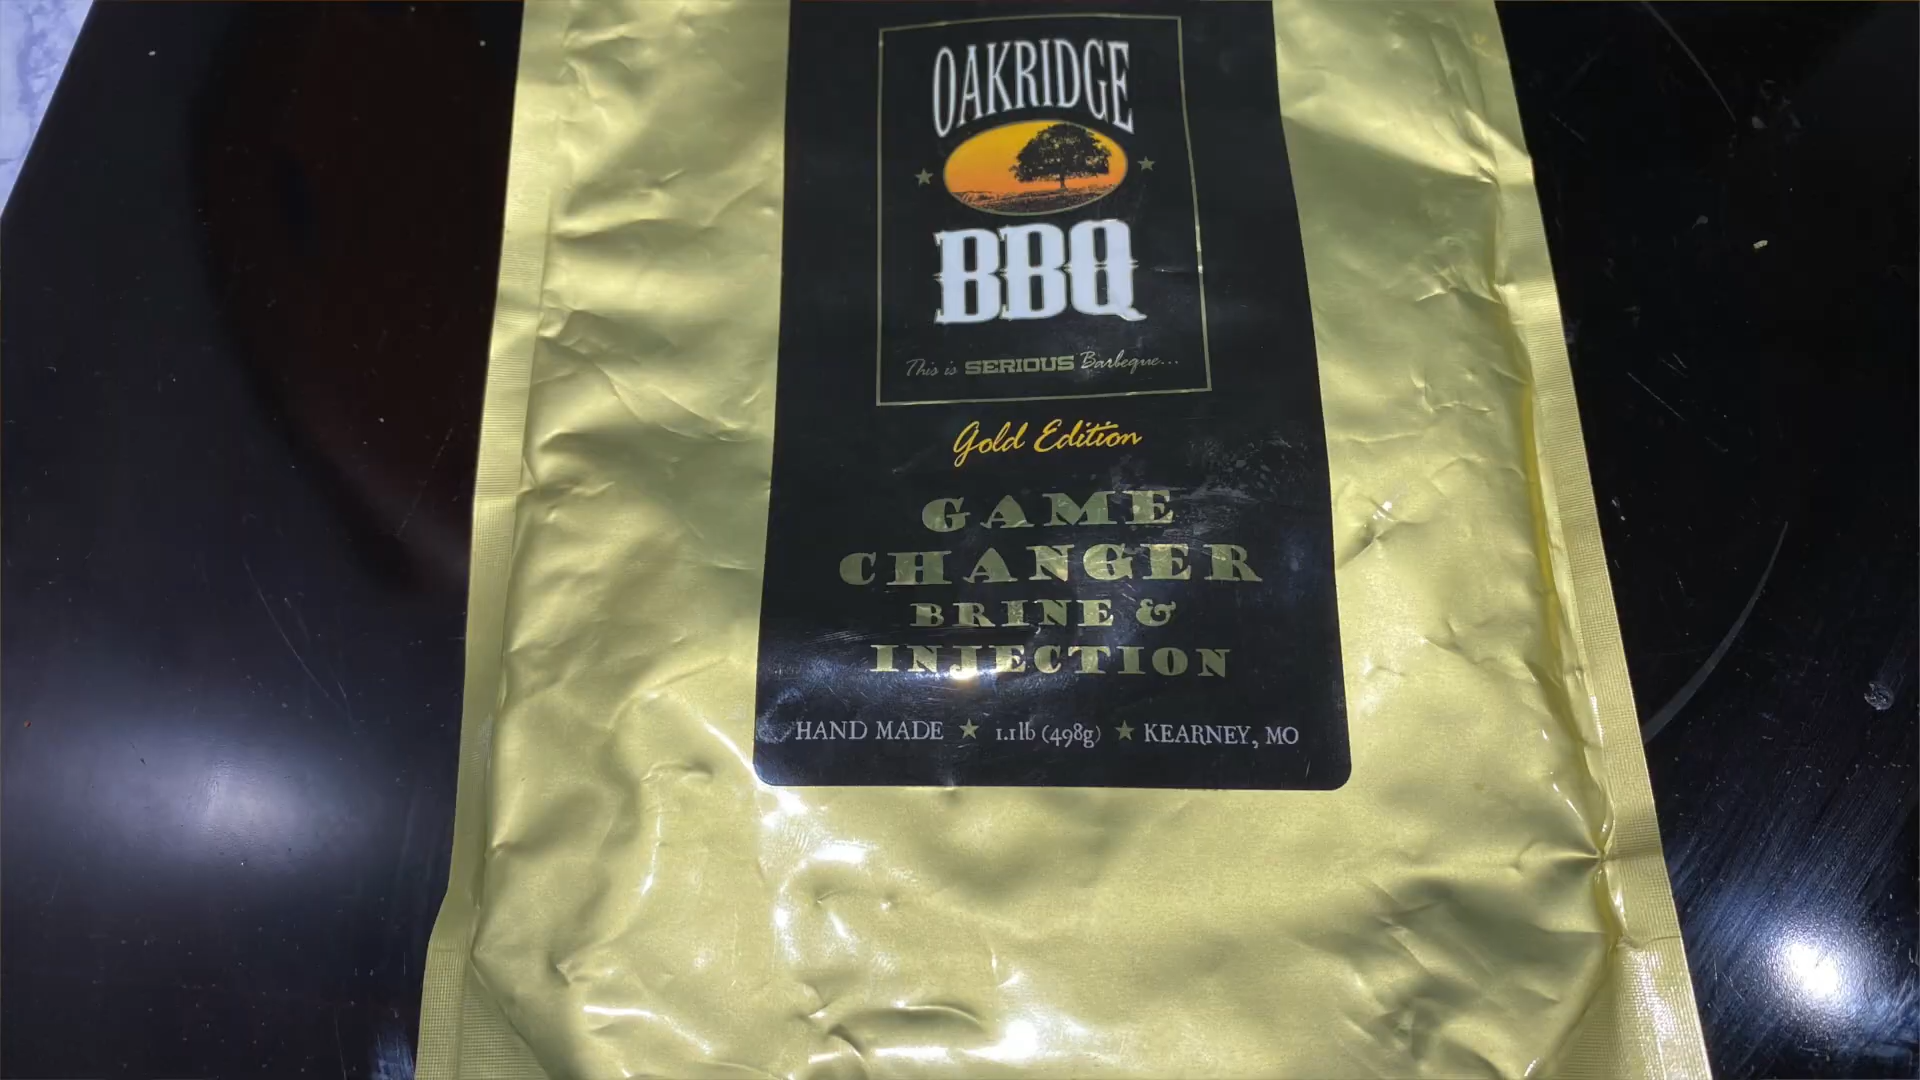 OAKRIDGE
BBQ
This is SERIOUS Barbeque...
Gold Edition
GAME
CHANGER
BRINE &
INJECTION
HAND MADE ★ 1.1lb (498g) ★ KEARNEY, MO